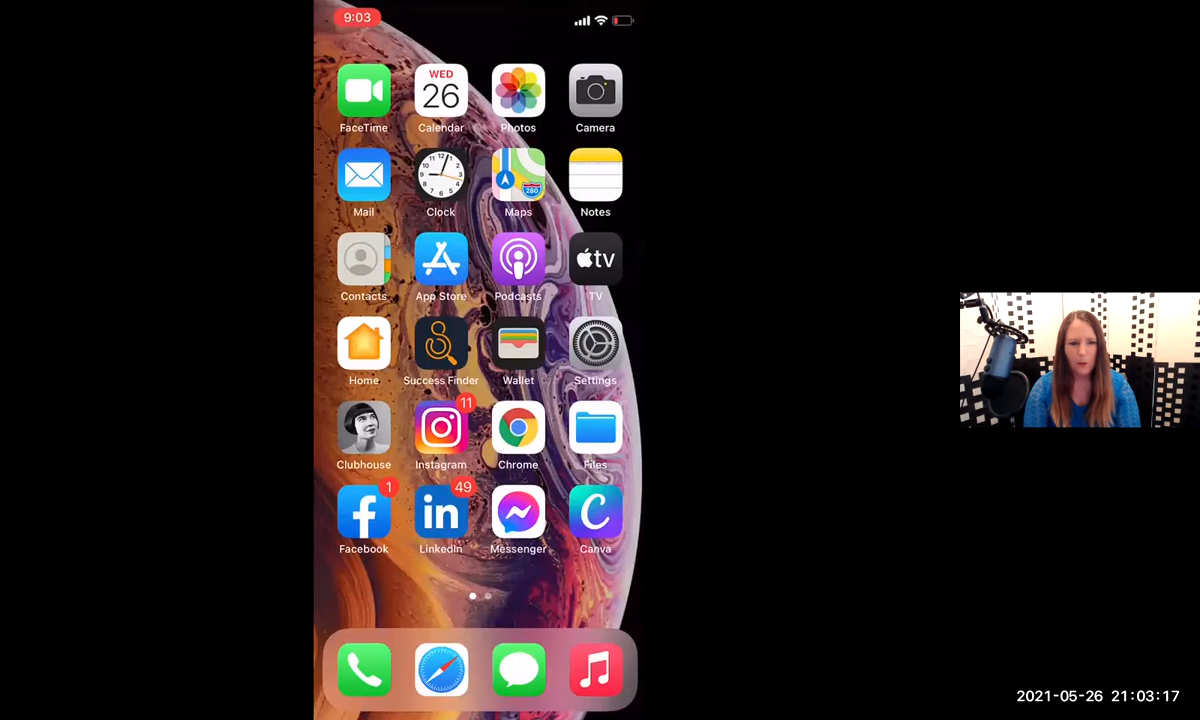 9:03
WED
26
FaceTime Calendar Photos Camera
280
Mail Clock Maps Notes
tv
Contacts App Store Podcasts TV
Home Success Finder Wallet Settings
11
Clubhouse Instagram Chrome Files
1 49
f in C
Facebook LinkedIn Messenger Canva
2021-05-26 21:03:17